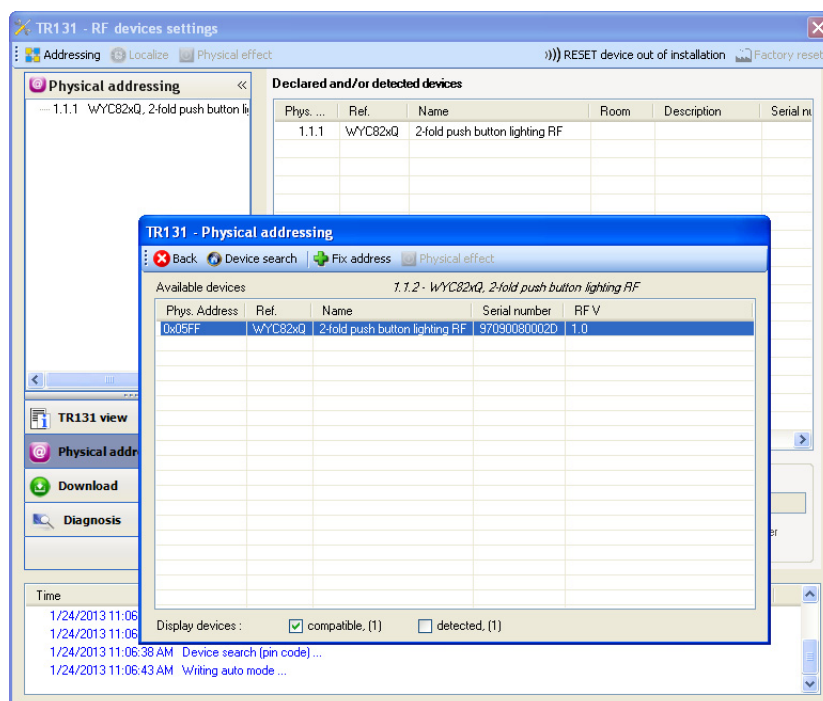 TR131 - RF devices settings
Addressing Localize Physical effect RESET device out of installation Factory reset
Physical addressing Declared and/or detected devices
1.1.1 WYC82xQ, 2-fold push button
Phys. ... Ref. Name Room Description Serial
1.1.1 WYC82xQ 2-fold push button lighting RF
TR131 - Physical addressing
Back Device search Fix address Physical effect
Available devices 1.1.2 - WYC82xQ, 2-fold push button lighting RF
Phys. Address Ref. Name Serial number RF V
0x05FF WYC82xQ 2-fold push button lighting RF 97090080002D 1.0
TR131 view
Physical addr
Download
Diagnosis
er
Display devices : compatible, (1) detected, (1)
Time
1/24/2013 11:06
1/24/2013 11:06
1/24/2013 11:06:38 AM Device search (pin code) ...
1/24/2013 11:06:43 AM Writing auto mode ...